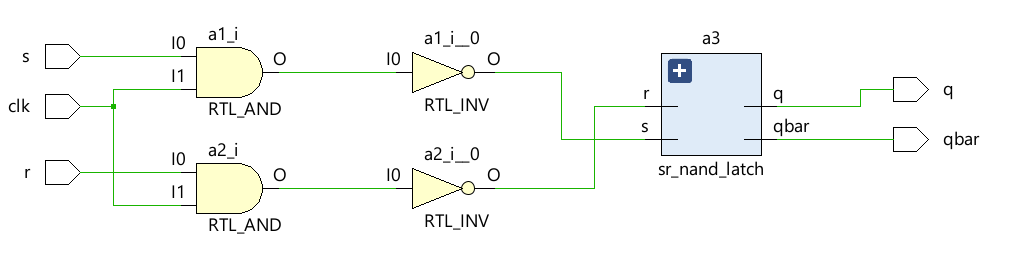 s
clk
r
a1_i
I0
I1
O
RTL_AND
a1_i__0
I0
O
RTL_INV
a2_i
I0
I1
O
RTL_AND
a2_i__0
I0
O
RTL_INV
a3
r
s
q
qbar
sr_nand_latch
q
qbar